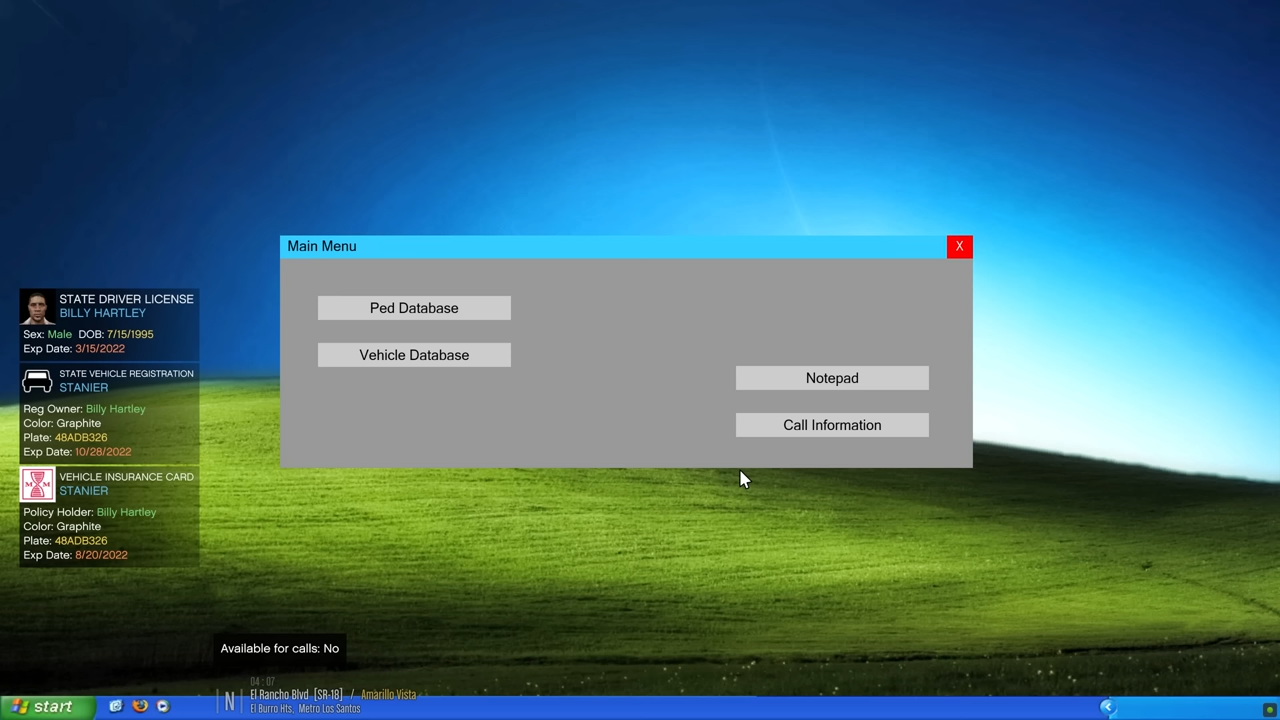 Main Menu
X
Ped Database
Vehicle Database
Notepad
Call Information
STATE DRIVER LICENSE
BILLY HARTLEY
Sex: Male DOB: 7/15/1995
Exp Date: 3/15/2022
STATE VEHICLE REGISTRATION
STANIER
Reg Owner: Billy Hartley
Color: Graphite
Plate: 48ADB326
Exp Date: 10/28/2022
M M
VEHICLE INSURANCE CARD
STANIER
Policy Holder: Billy Hartley
Color: Graphite
Plate: 48ADB326
Exp Date: 8/20/2022
Available for calls: No
04 : 07
N
El Rancho Blvd [SR-18] / Amarillo Vista
El Burro Hts, Metro Los Santos
start